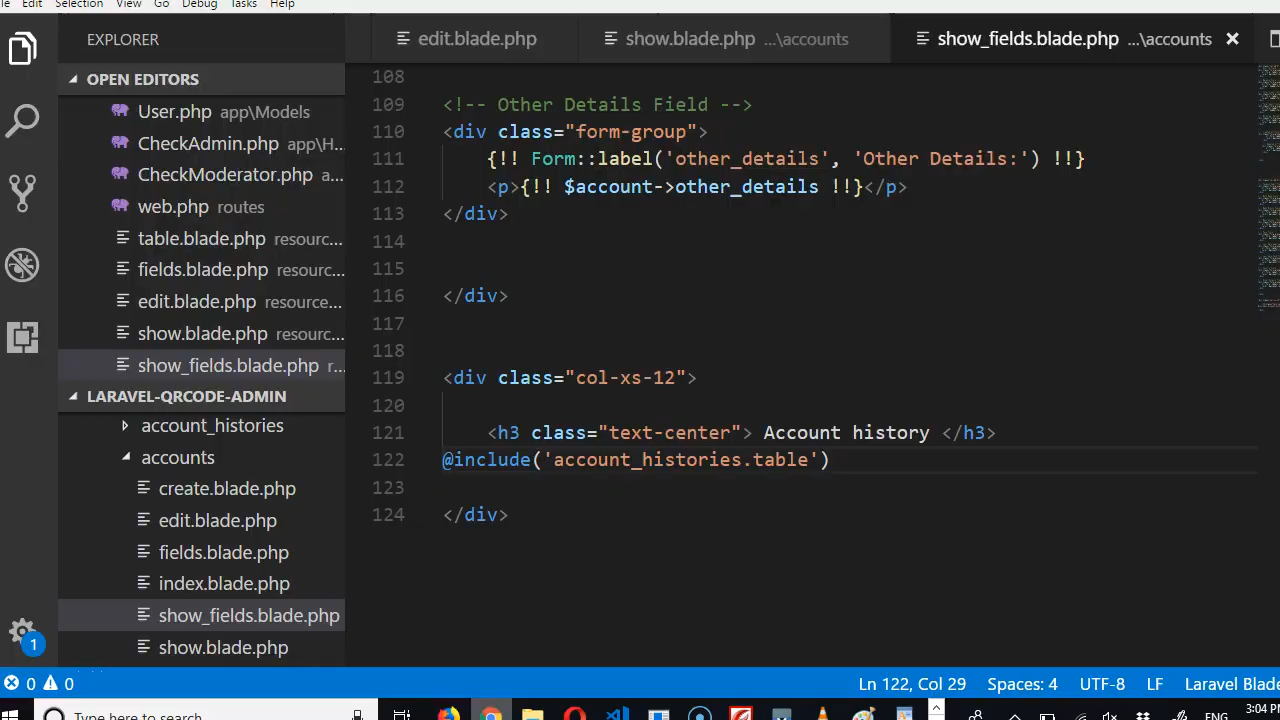 Edit Selection View Go Debug Tasks Help
EXPLORER
edit.blade.php
show.blade.php ...\accounts
show_fields.blade.php ...\accounts
OPEN EDITORS
User.php app\Models
CheckAdmin.php app\H...
CheckModerator.php a...
web.php routes
table.blade.php resourc...
fields.blade.php resourc...
edit.blade.php resource...
show.blade.php resourc...
show_fields.blade.php r...
LARAVEL-QRCODE-ADMIN
account_histories
accounts
create.blade.php
edit.blade.php
fields.blade.php
index.blade.php
show_fields.blade.php
show.blade.php
108
109 <!-- Other Details Field -->
110 <div class="form-group">
111 {!! Form::label('other_details', 'Other Details:') !!}
112 <p>{!! $account->other_details !!}</p>
113 </div>
114
115
116 </div>
117
118
119 <div class="col-xs-12">
120
121 <h3 class="text-center"> Account history </h3>
122 @include('account_histories.table')
123
124 </div>
1
0 0
Ln 122, Col 29
Spaces: 4
UTF-8
LF
Laravel Blade
Type here to search
ENG
3:04 PM